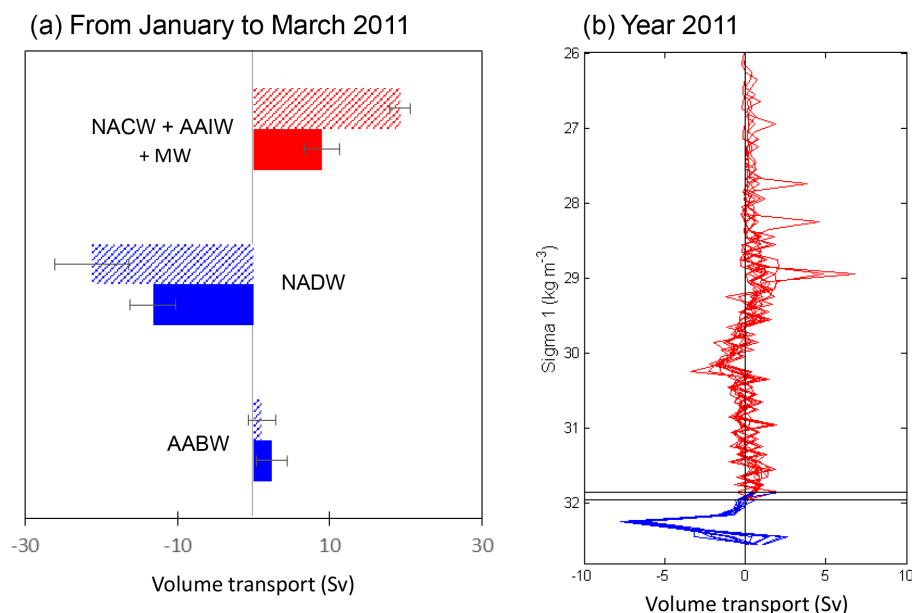 (a) From January to March 2011
NACW + AAIW
+ MW
NADW
AABW
-30 -10 10 30
Volume transport (Sv)
(b) Year 2011
26
27
28
29
30
31
32
Sigma 1 (kg m-3)
-10 -5 0 5 10
Volume transport (Sv)